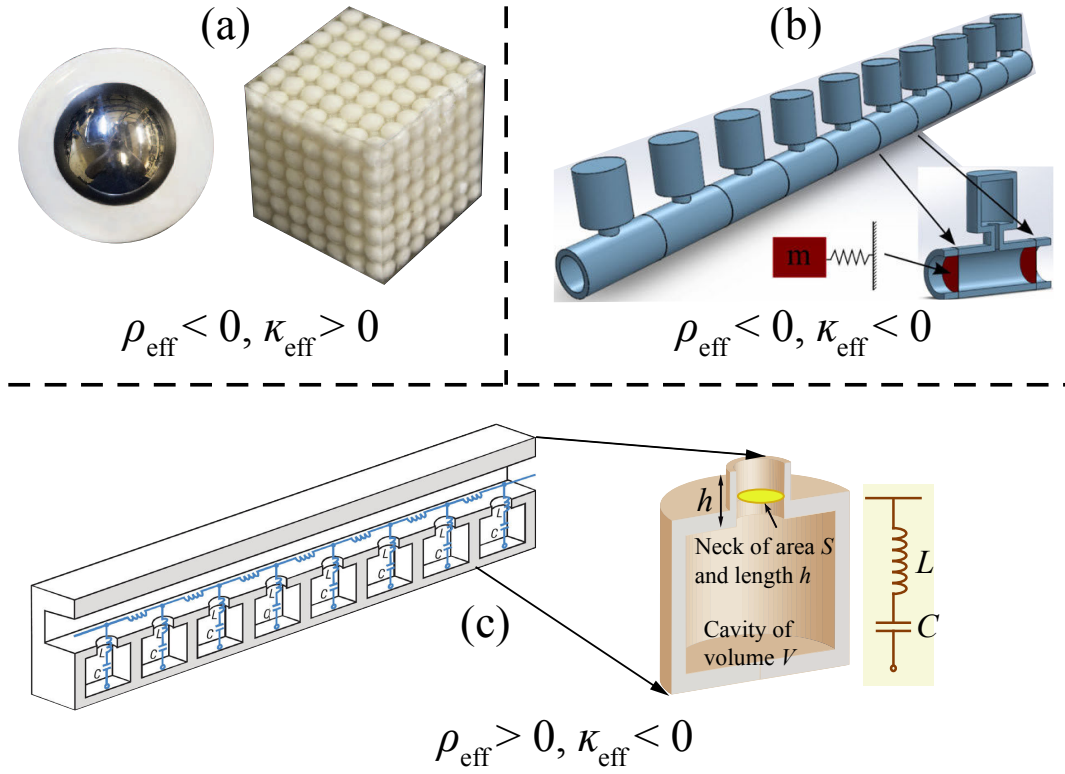 (a)
ρeff < 0, κeff > 0
(b)
m
ρeff < 0, κeff < 0
(c)
L
C
L
C
L
C
L
C
L
C
L
C
L
C
L
C
h
Neck of area S
and length h
Cavity of
volume V
L
C
ρeff > 0, κeff < 0